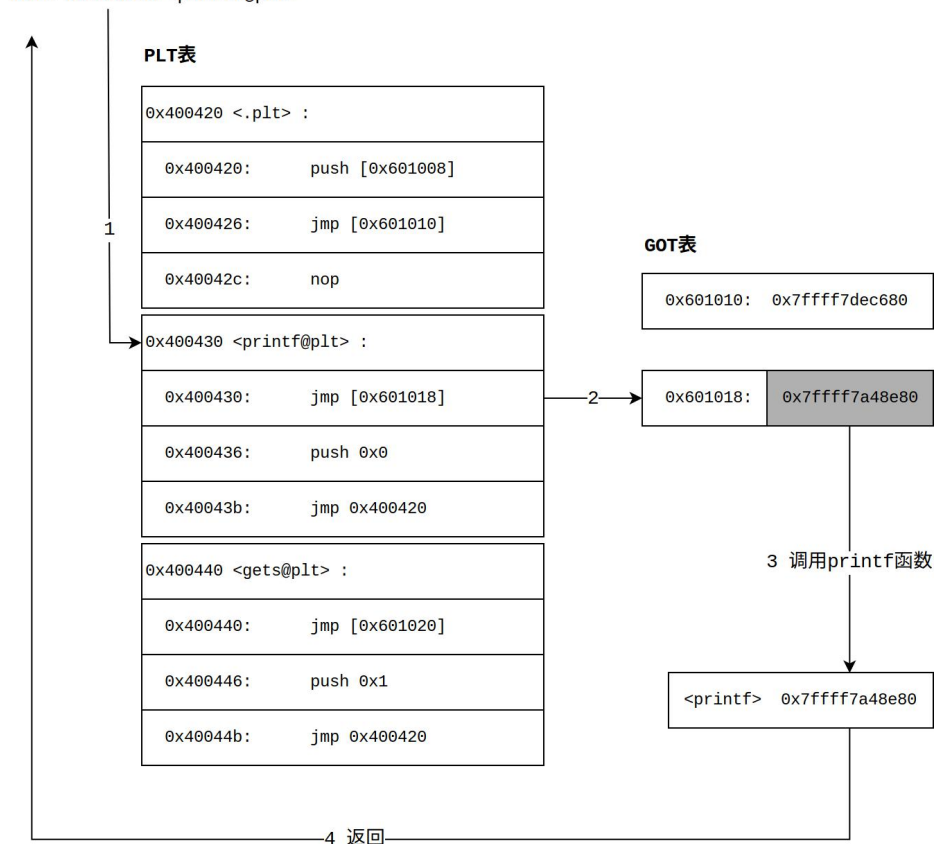 PLT表
0x400420 <.plt> :
0x400420: push [0x601008]
0x400426: jmp [0x601010]
0x40042c: nop
1
GOT表
0x601010: 0x7ffff7dec680
0x400430 <printf@plt> :
0x400430: jmp [0x601018]
2
0x601018: 0x7ffff7a48e80
0x400436: push 0x0
0x40043b: jmp 0x400420
0x400440 <gets@plt> :
3 调用printf函数
0x400440: jmp [0x601020]
0x400446: push 0x1
<printf> 0x7ffff7a48e80
0x40044b: jmp 0x400420
4 返回